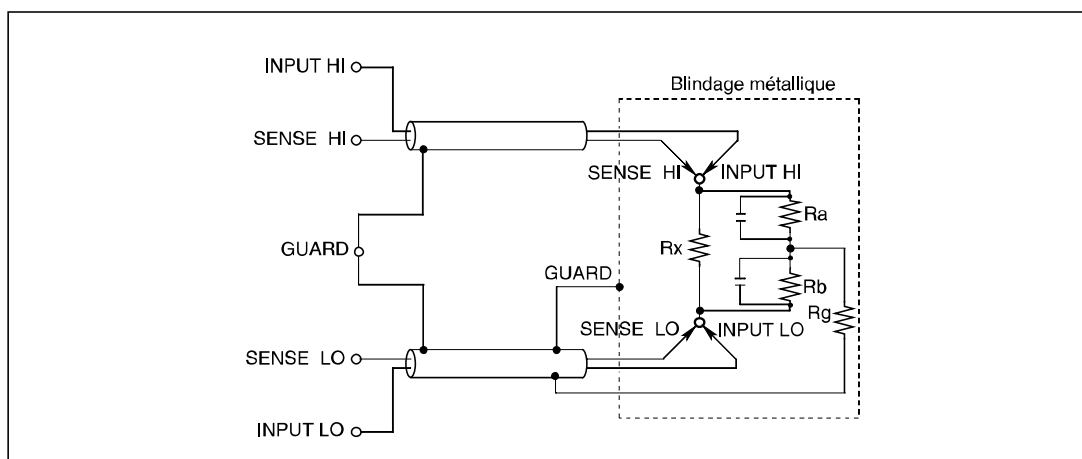 INPUT HI
Blindage métallique
SENSE HI
SENSE HI INPUT HI
Ra
Rx
GUARD
GUARD
Rb
Rg
SENSE LO INPUT LO
SENSE LO
INPUT LO